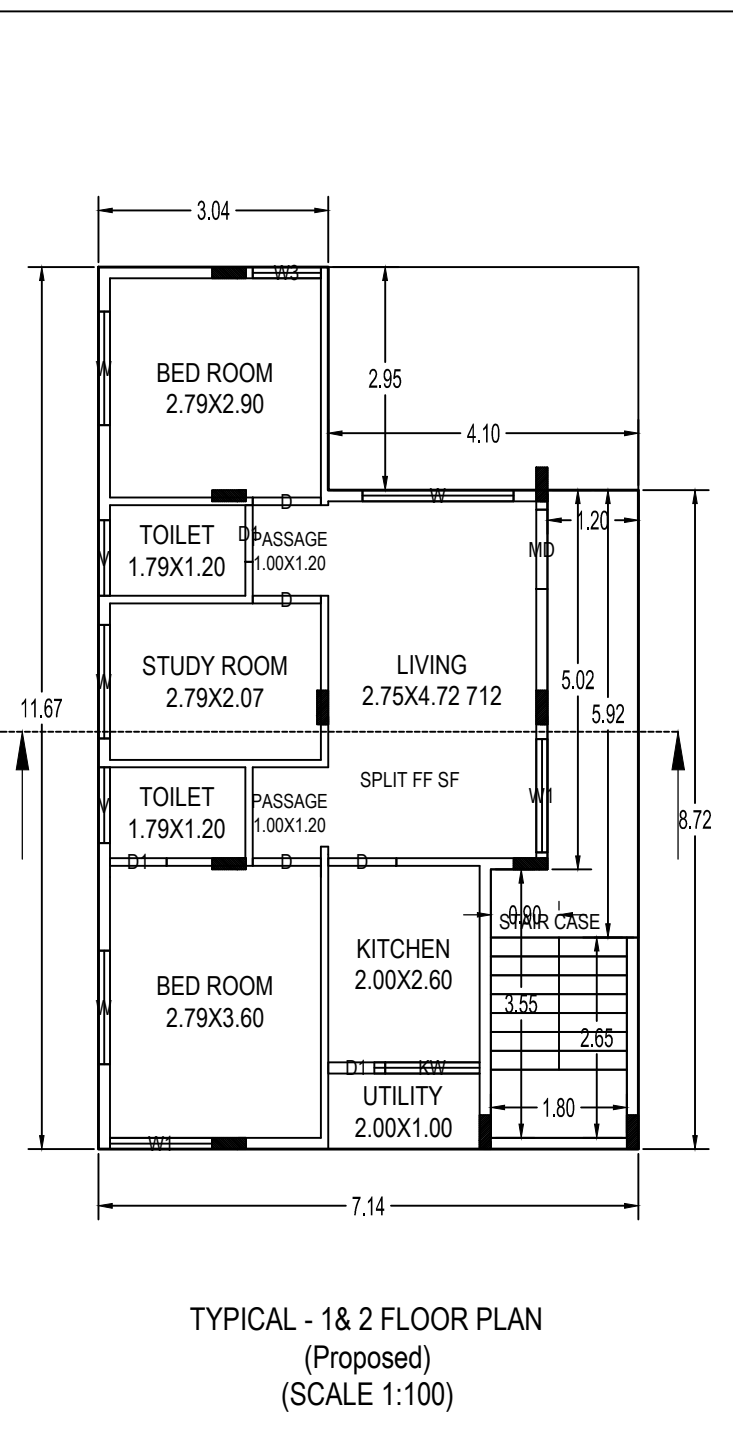 3.04
W3
BED ROOM
2.79X2.90
W
2.95
4.10
D
W
1.20
TOILET
1.79X1.20
D1
PASSAGE
1.00X1.20
MD
V
D
STUDY ROOM
2.79X2.07
W
LIVING
2.75X4.72 712
5.02
5.92
11.67
SPLIT FF SF
TOILET
1.79X1.20
V
PASSAGE
1.00X1.20
W1
8.72
D1
D
D
0.90
STAIR CASE
KITCHEN
2.00X2.60
BED ROOM
2.79X3.60
W
3.55
2.65
D1
KW
UTILITY
2.00X1.00
1.80
W1
7.14
TYPICAL - 1& 2 FLOOR PLAN
(Proposed)
(SCALE 1:100)